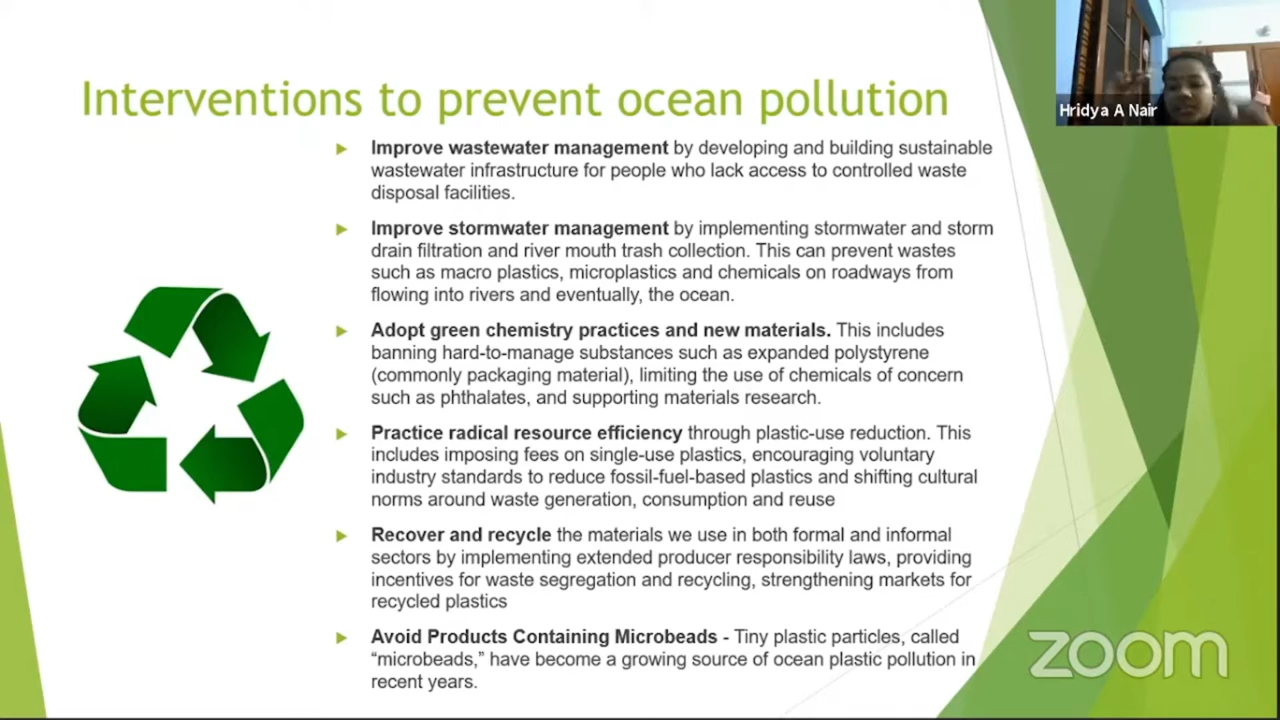 Interventions to prevent ocean pollution
Hridya A Nair
Improve wastewater management by developing and building sustainable
wastewater infrastructure for people who lack access to controlled waste
disposal facilities.
Improve stormwater management by implementing stormwater and storm
drain filtration and river mouth trash collection. This can prevent wastes
such as macro plastics, microplastics and chemicals on roadways from
flowing into rivers and eventually, the ocean.
Adopt green chemistry practices and new materials. This includes
banning hard-to-manage substances such as expanded polystyrene
(commonly packaging material), limiting the use of chemicals of concern
such as phthalates, and supporting materials research.
Practice radical resource efficiency through plastic-use reduction. This
includes imposing fees on single-use plastics, encouraging voluntary
industry standards to reduce fossil-fuel-based plastics and shifting cultural
norms around waste generation, consumption and reuse
Recover and recycle the materials we use in both formal and informal
sectors by implementing extended producer responsibility laws, providing
incentives for waste segregation and recycling, strengthening markets for
recycled plastics
Avoid Products Containing Microbeads - Tiny plastic particles, called
“microbeads,” have become a growing source of ocean plastic pollution in
recent years.
zoom